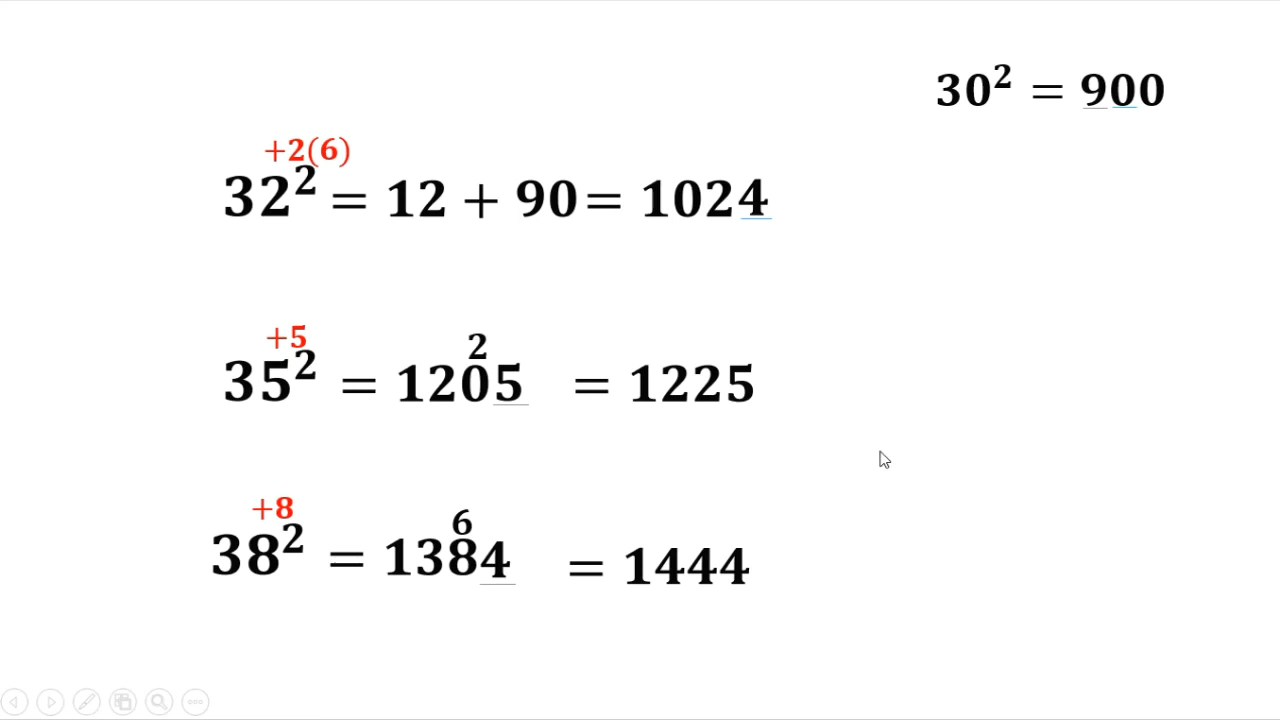 30² = 900
+2(6)
32² = 12 + 90 = 1024
+5
2
35² = 1205 = 1225
+8
6
38² = 1384 = 1444